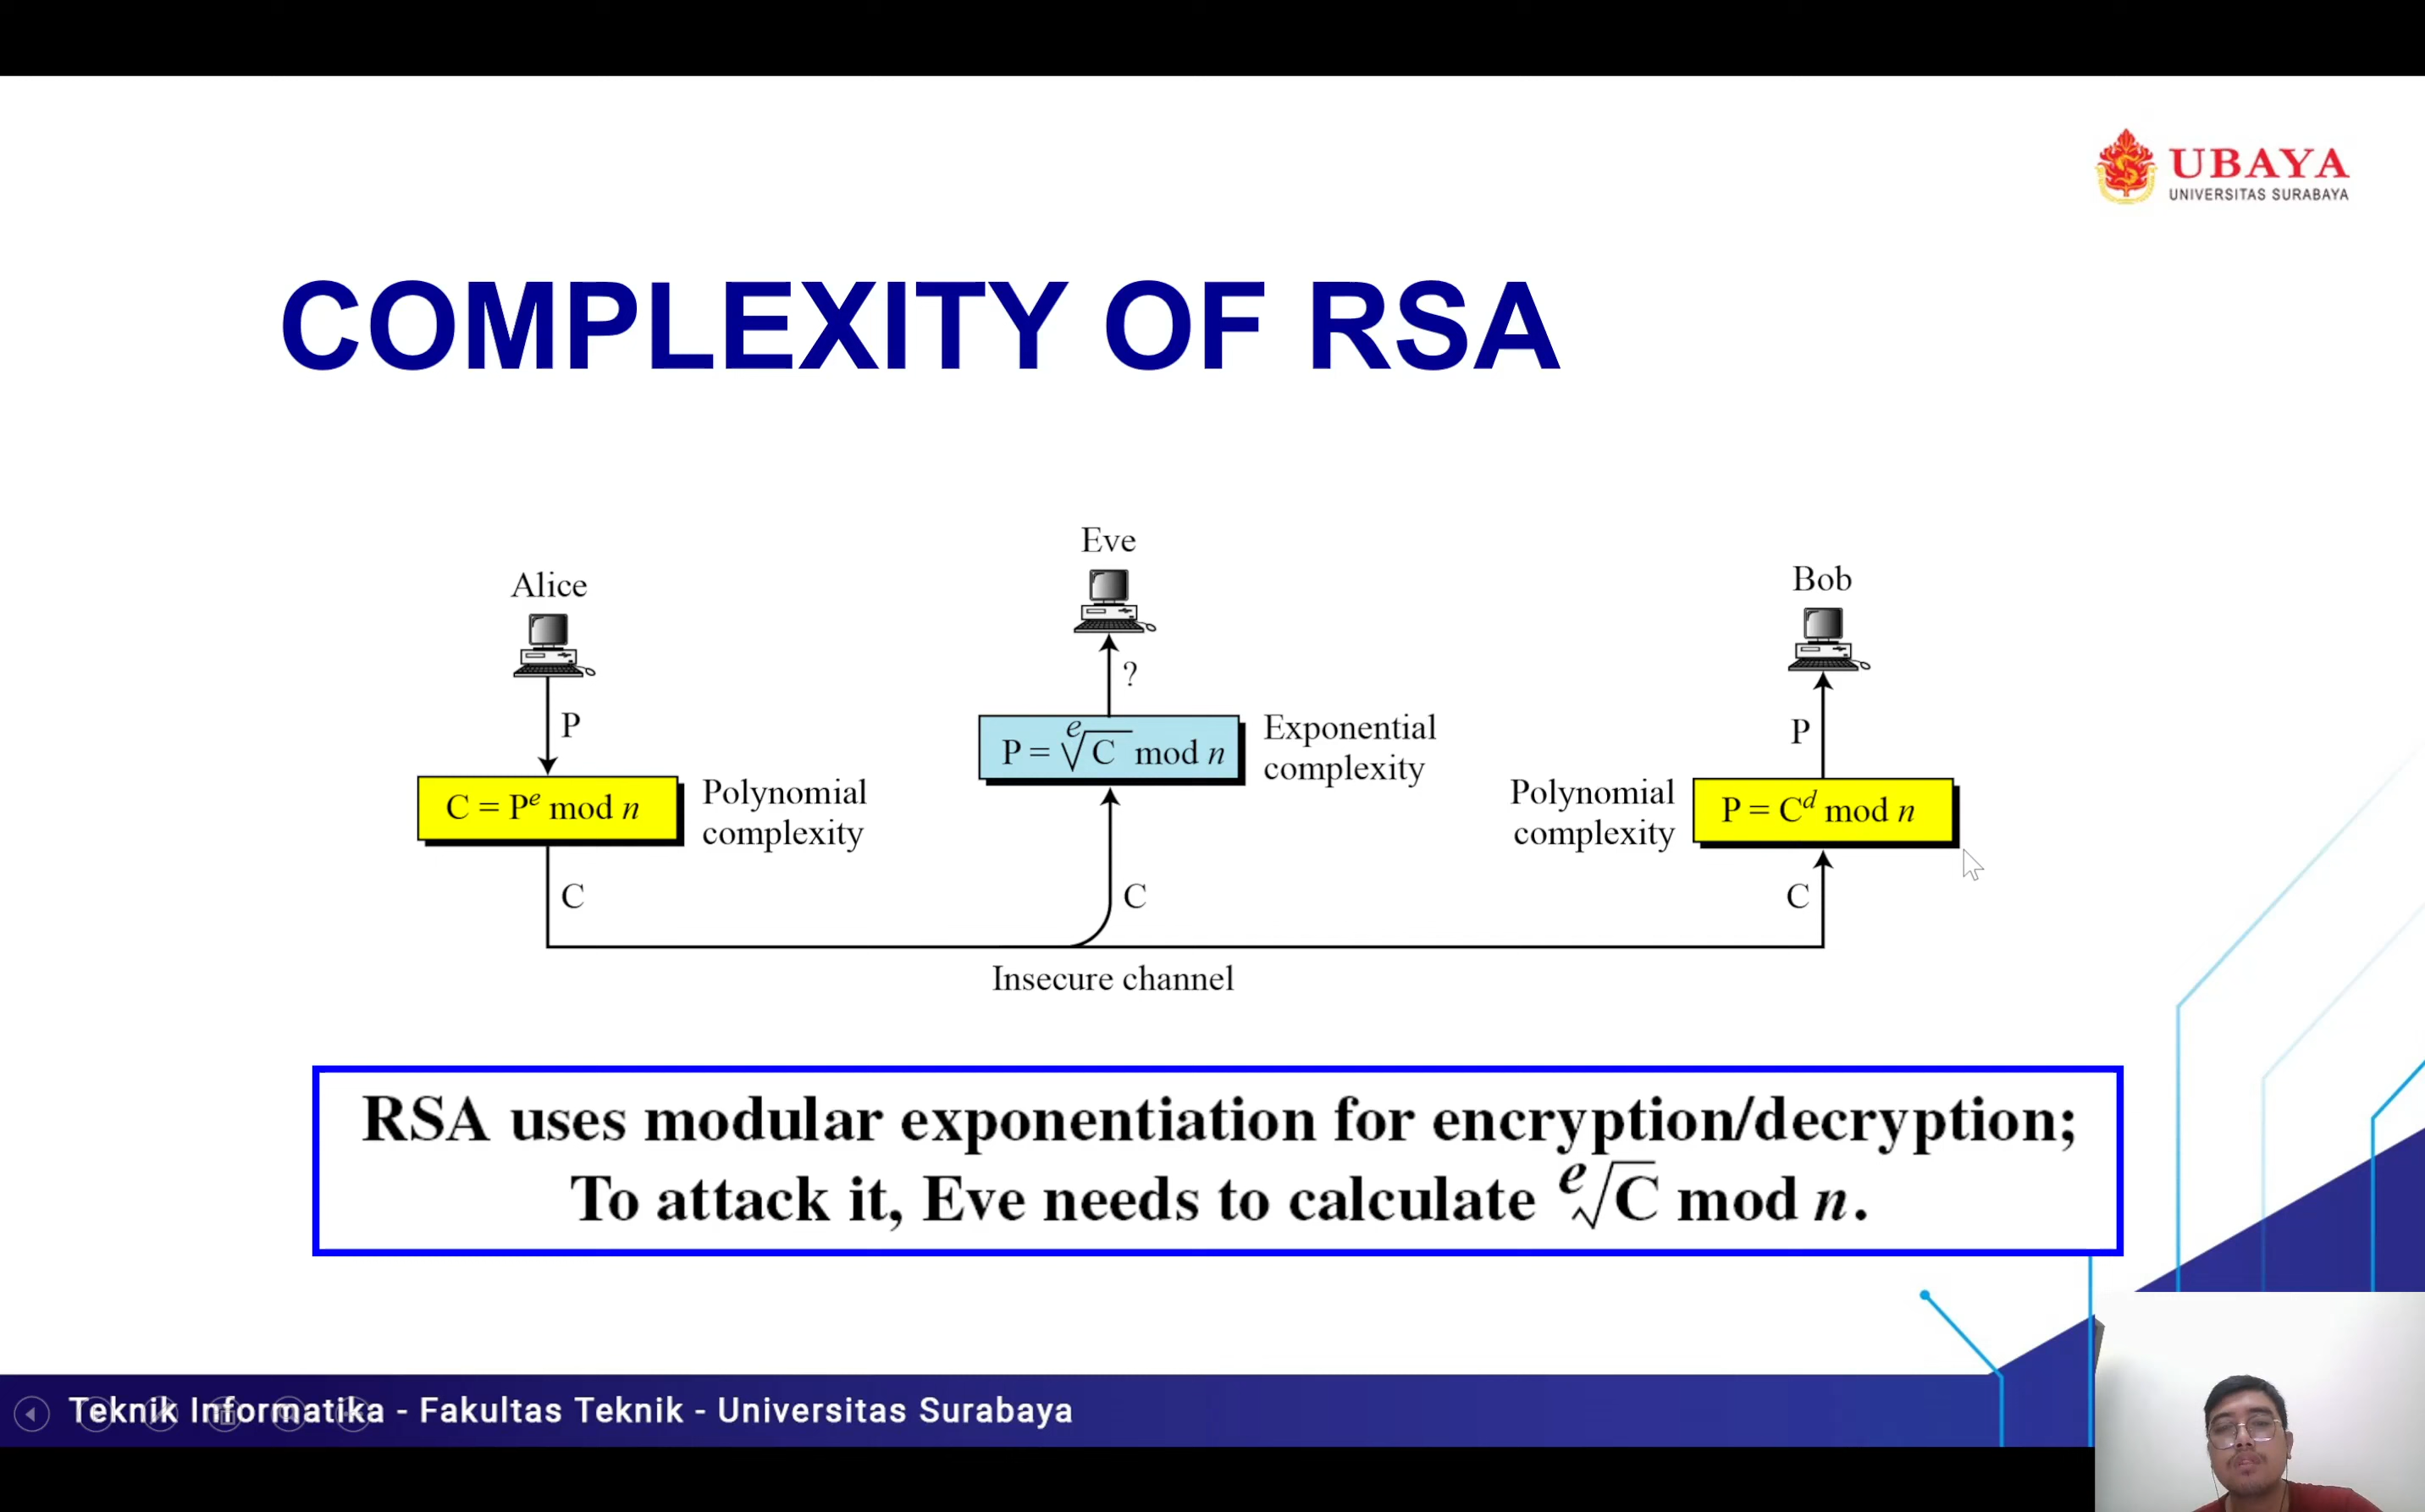 UBAYA
UNIVERSITAS SURABAYA
COMPLEXITY OF RSA
Eve
Alice
Bob
?
P
P
P = ᵉ√C mod n
Exponential
complexity
C = Pᵉ mod n
Polynomial
complexity
Polynomial
complexity
P = Cᵈ mod n
C
C
C
Insecure channel
RSA uses modular exponentiation for encryption/decryption;
To attack it, Eve needs to calculate ᵉ√C mod n.
Teknik Informatika - Fakultas Teknik - Universitas Surabaya